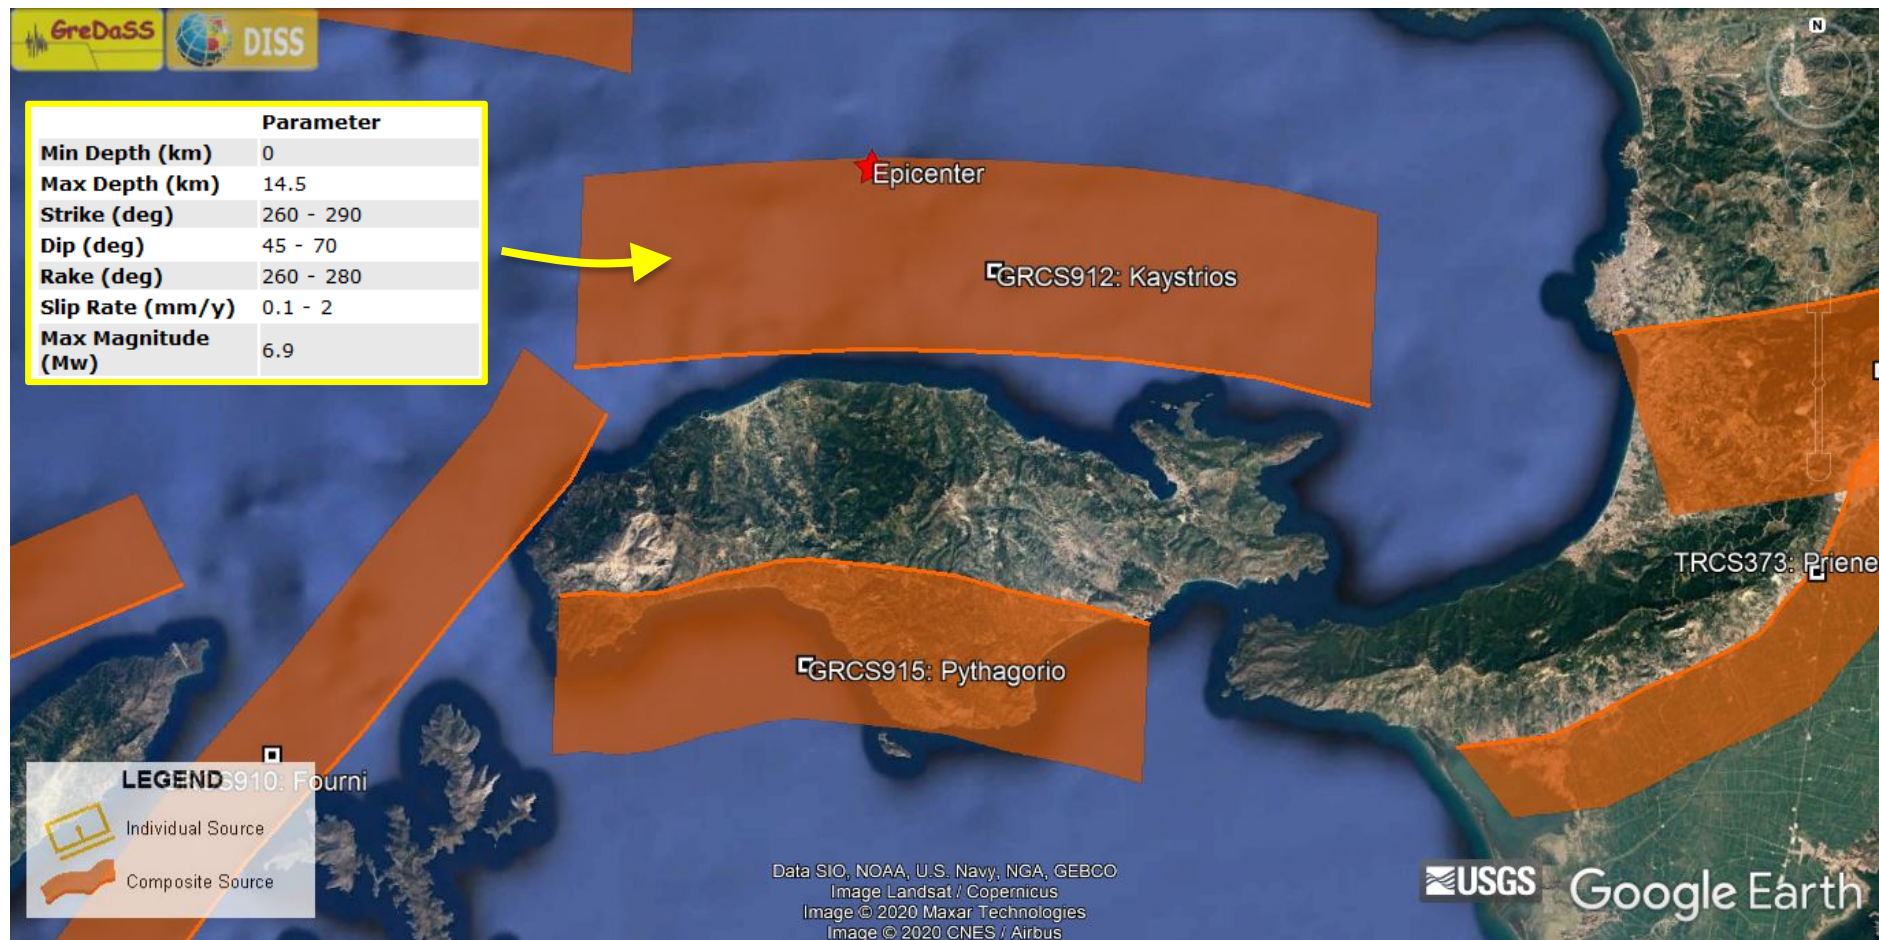 GreDaSS
DISS
N
Parameter
Min Depth (km) 0
Max Depth (km) 14.5
Strike (deg) 260 - 290
Dip (deg) 45 - 70
Rake (deg) 260 - 280
Slip Rate (mm/y) 0.1 - 2
Max Magnitude
(Mw) 6.9
Epicenter
GRCS912: Kaystrios
TRCS373: Priene
GRCS915: Pythagorio
S910: Fourni
LEGEND
Individual Source
Composite Source
Data SIO, NOAA, U.S. Navy, NGA, GEBCO
Image Landsat / Copernicus
Image © 2020 Maxar Technologies
Image © 2020 CNES / Airbus
USGS
Google Earth